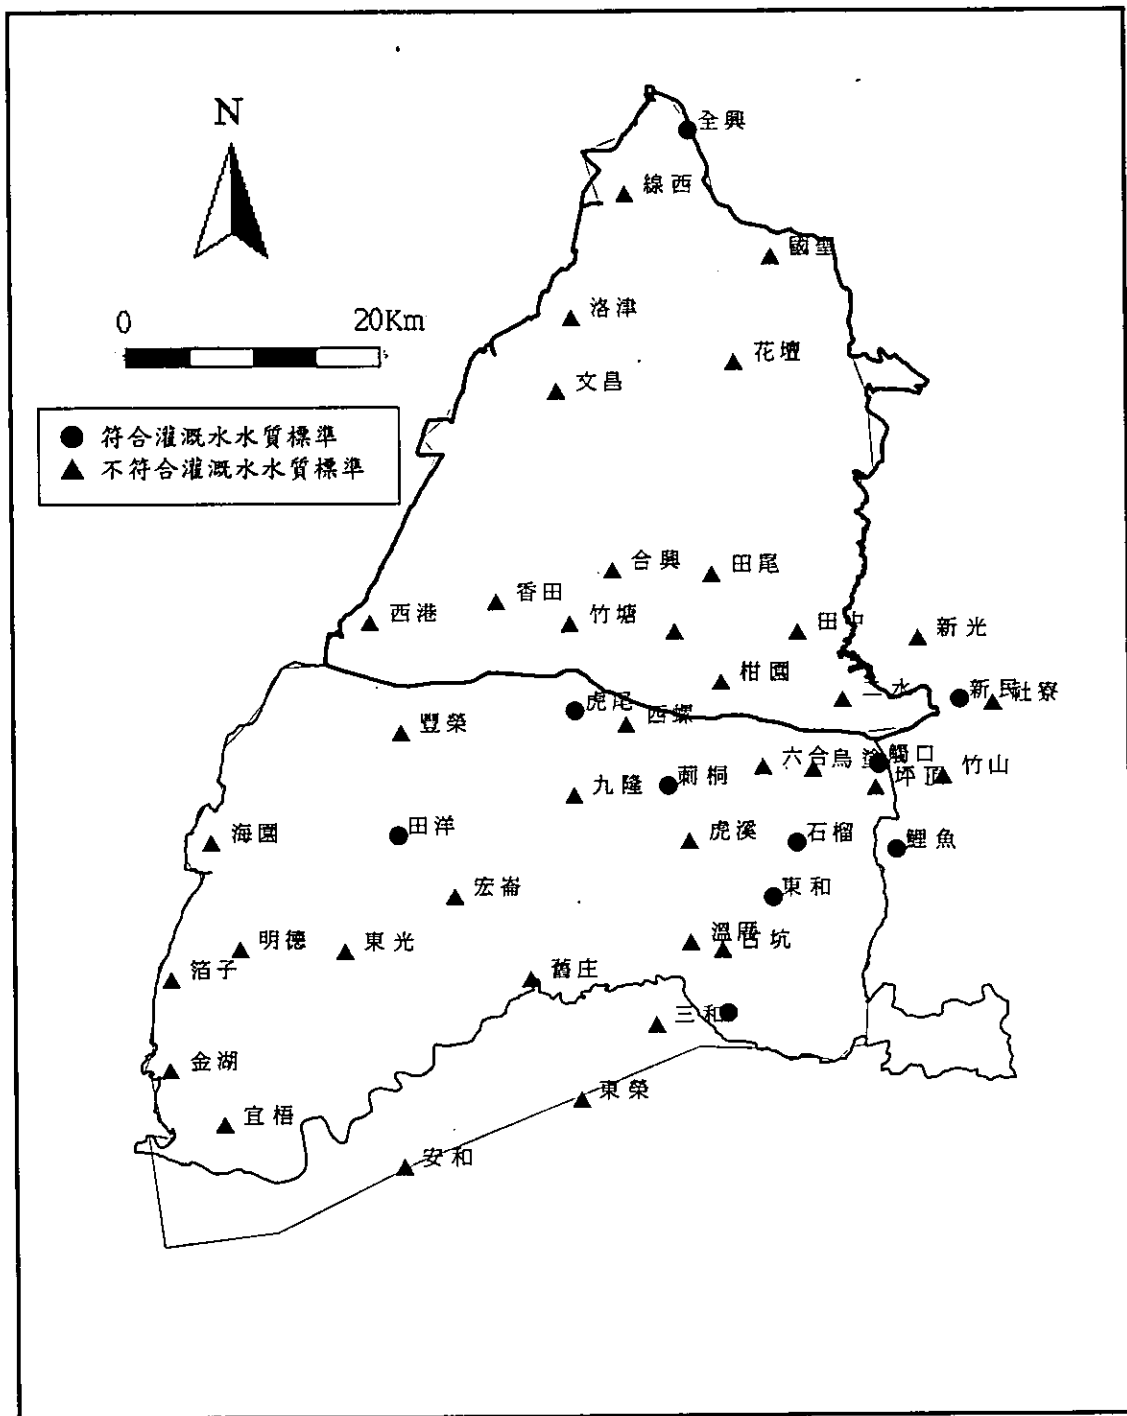 N
全興
線西
國聖
0 20Km
洛津
花壇
文昌
符合灌溉水水質標準
不符合灌溉水水質標準
合興
田尾
香田
西港
竹塘
田中
新光
柑園
二水
新民
社寮
虎尾
西螺
豐榮
六合
烏塗
觸口
坪頂
竹山
九隆
莿桐
海園
田洋
虎溪
石榴
鯉魚
宏崙
東和
明德
東光
溫厝
古坑
箔子
舊庄
三和
金湖
東榮
宜梧
安和